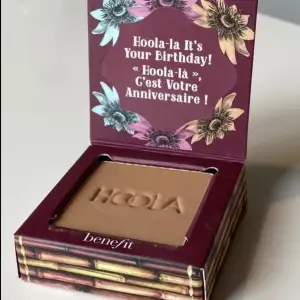 Hoola-la It's
Your Birthday!
« Hoola-là »,
C'est Votre
Anniversaire !
HOOLA
benefit